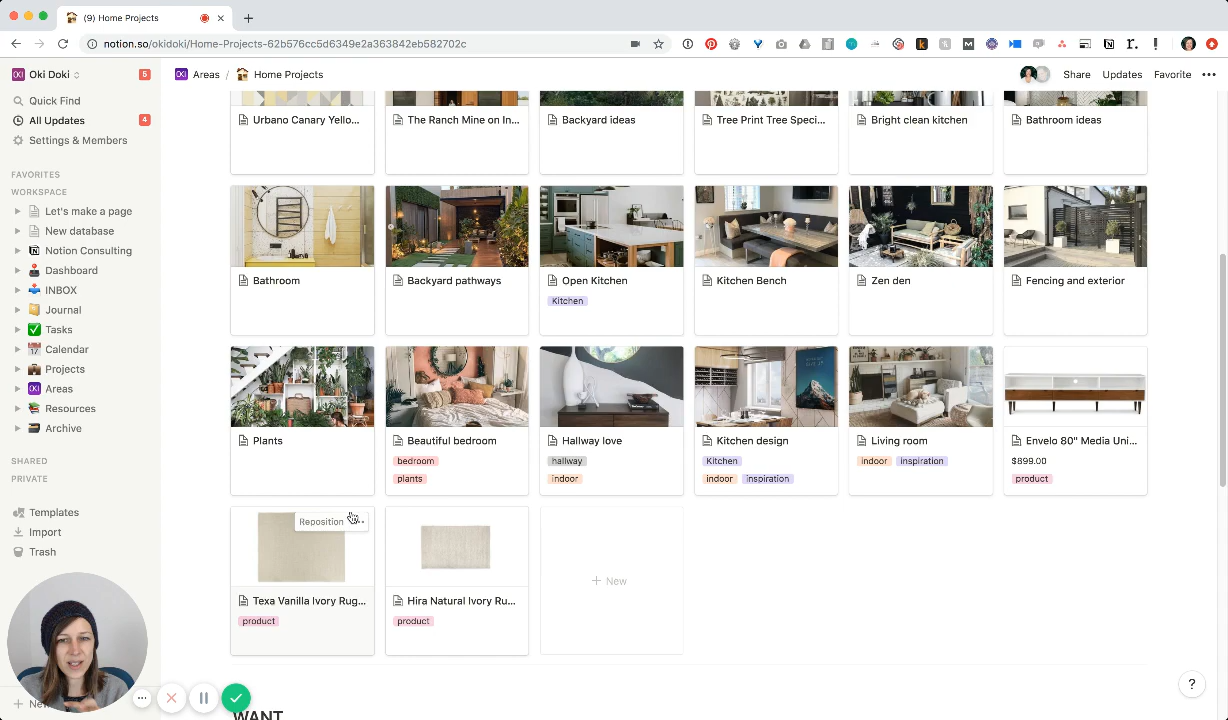 (9) Home Projects
notion.so/okidoki/Home-Projects-62b576cc5d6349e2a363842eb582702c
Oki Doki
5
OKI Areas / Home Projects
Share Updates Favorite
Quick Find
All Updates 4
Settings & Members
FAVORITES
WORKSPACE
Let's make a page
New database
Notion Consulting
Dashboard
INBOX
Journal
Tasks
Calendar
Projects
Areas
Resources
Archive
SHARED
PRIVATE
Templates
Import
Trash
+ New
Urbano Canary Yello...
The Ranch Mine on In...
Backyard ideas
Tree Print Tree Speci...
Bright clean kitchen
Bathroom ideas
Bathroom
Backyard pathways
Open Kitchen
Kitchen
Kitchen Bench
Zen den
Fencing and exterior
Plants
Beautiful bedroom
bedroom
plants
Hallway love
hallway
indoor
Kitchen design
Kitchen
indoor inspiration
Living room
indoor inspiration
Envelo 80" Media Uni...
$899.00
product
Reposition
Texa Vanilla Ivory Rug...
product
Hira Natural Ivory Ru...
product
+ New
WANT
?